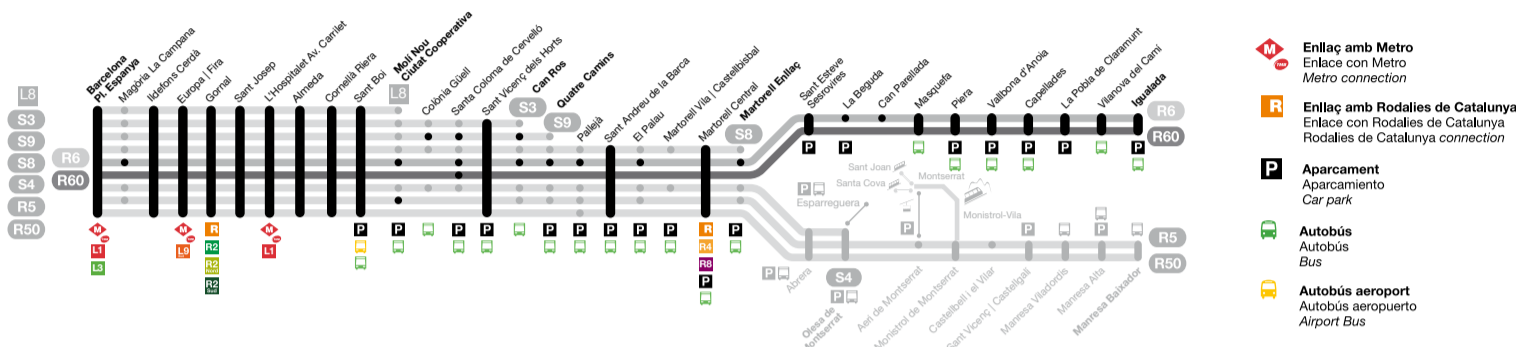 Barcelona
Pl. Espanya
Magòria La Campana
Ildefons Cerdà
Europa | Fira
Gornal
Sant Josep
L'Hospitalet Av. Carrilet
Almeda
Cornellà Riera
Sant Boi
Molí Nou
Ciutat Cooperativa
L8
Colònia Güell
Santa Coloma de Cervelló
Sant Vicenç dels Horts
Can Ros
S3
Quatre Camins
S9
Pallejà
Sant Andreu de la Barca
El Palau
Martorell Vila | Castellbisbal
Martorell Central
Martorell Enllaç
S8
Sant Esteve
Sesrovires
La Beguda
Can Parellada
Masquefa
Piera
Vallbona d'Anoia
Capellades
La Pobla de Claramunt
Vilanova del Camí
Igualada
R6
R60
L8
S3
S9
S8
S4
R5
R50
R6
R60
M
L1
L3
M
L9
R
R2
R2
Nord
R2
Sud
M
L1
P
P
P
P
P
P
P
P
R
R4
R8
P
P
P
P
P
P
P
P
P
Sant Joan
Santa Cova
Montserrat
Monistrol-Vila
P
Esparreguera
P
P
P
P
R5
R50
P
Abrera
S4
P
Olesa de
Montserrat
Aeri de Montserrat
Monistrol de Montserrat
Castellbell i el Vilar
Sant Vicenç | Castellgalí
Manresa Viladordis
Manresa Alta
Manresa Baixador
M
Enllaç amb Metro
Enlace con Metro
Metro connection
R
Enllaç amb Rodalies de Catalunya
Enlace con Rodalies de Catalunya
Rodalies de Catalunya connection
P
Aparcament
Aparcamiento
Car park
Autobús
Autobús
Bus
Autobús aeroport
Autobús aeropuerto
Airport Bus